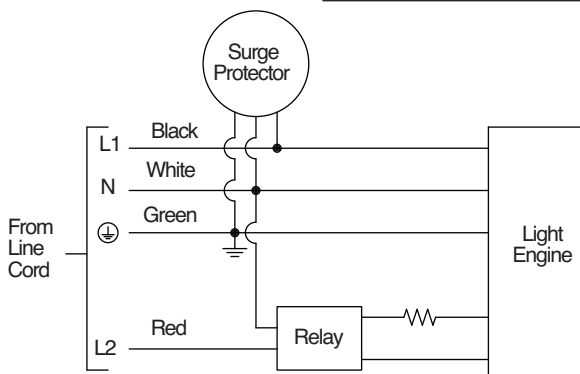 Surge
Protector
Black
L1
White
N
Green
From
Line
Cord
Light
Engine
Red
Relay
L2